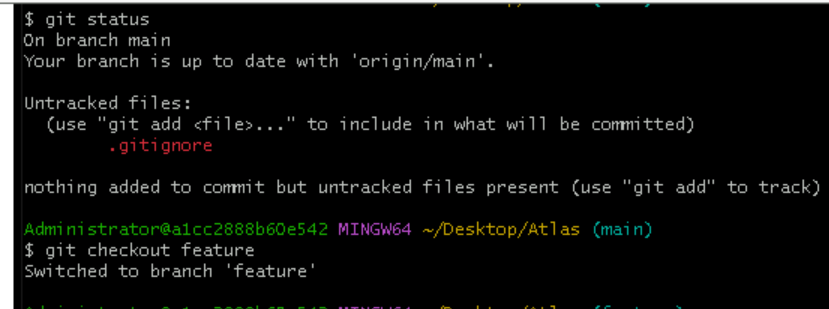 $ git status
On branch main
Your branch is up to date with 'origin/main'.
Untracked files:
(use "git add <file>..." to include in what will be committed)
.gitignore
nothing added to commit but untracked files present (use "git add" to track)
Administrator@a1cc2888b60e542 MINGW64 ~/Desktop/Atlas (main)
$ git checkout feature
Switched to branch 'feature'